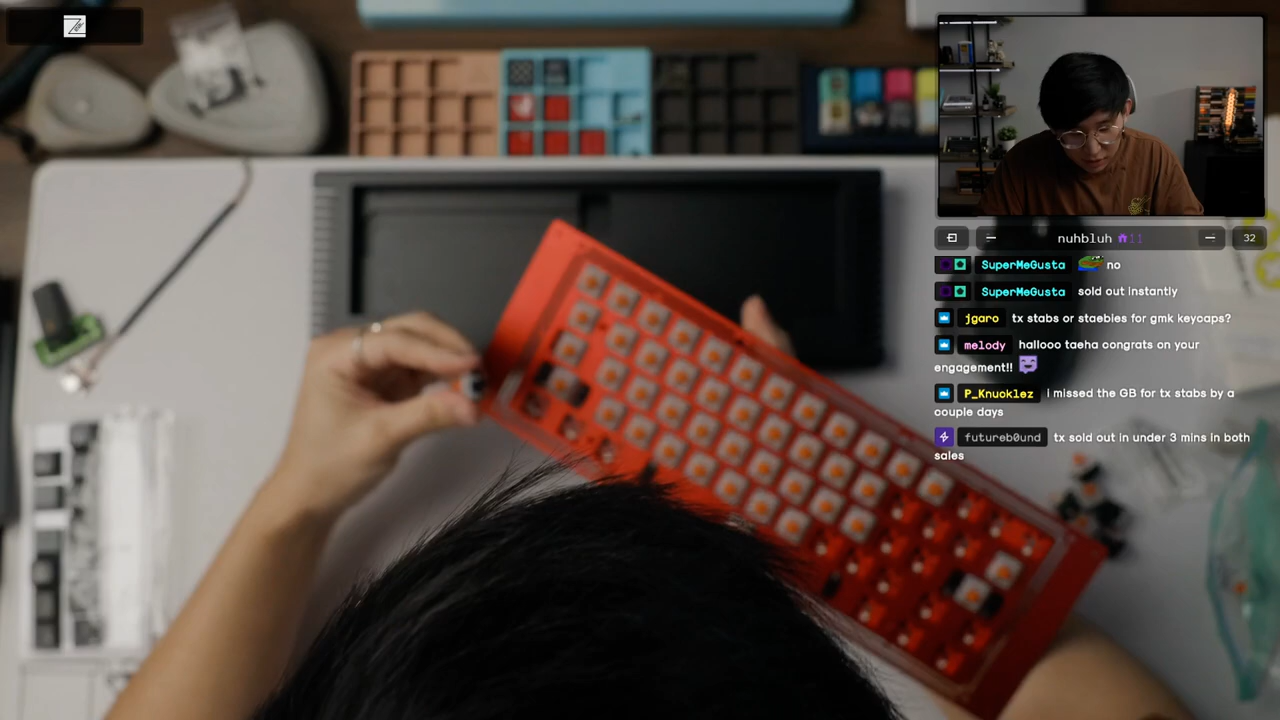 nuhbluh 11
32
SuperMeGusta no
SuperMeGusta sold out instantly
jgaro tx stabs or staebies for gmk keycaps?
melody hallooo taeha congrats on your
engagement!!
P_Knucklez I missed the GB for tx stabs by a
couple days
futureb0und tx sold out in under 3 mins in both
sales